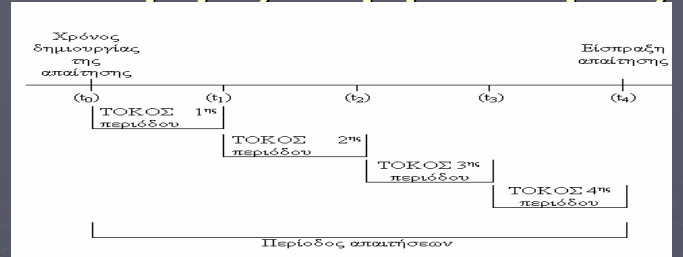 Χρόνος
δημιουργίας
της
απαίτησης
Είσπραξη
απαίτησης
(t₀) (t₁) (t₂) (t₃) (t₄)
ΤΟΚΟΣ 1ης
περιόδου
ΤΟΚΟΣ 2ης
περιόδου
ΤΟΚΟΣ 3ης
περιόδου
ΤΟΚΟΣ 4ης
περιόδου
Περίοδος απαιτήσεων